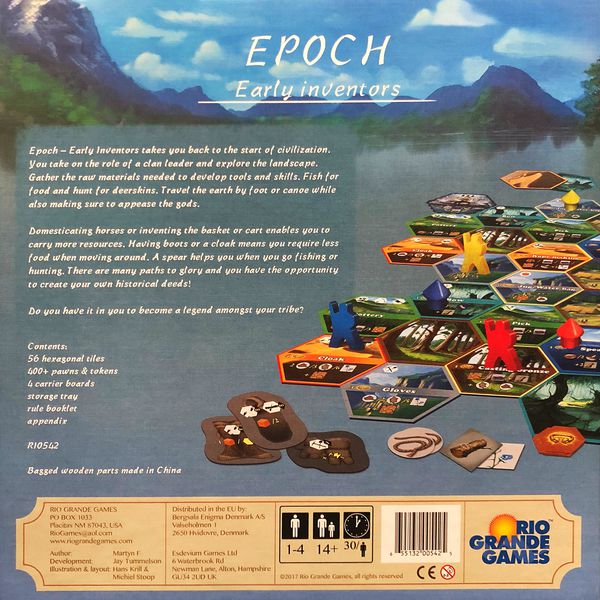 EPOCH
Early inventors
Epoch – Early Inventors takes you back to the start of civilization.
You take on the role of a clan leader and explore the landscape.
Gather the raw materials needed to develop tools and skills. Fish for
food and hunt for deerskins. Travel the earth by foot or canoe while
also making sure to appease the gods.
Domesticating horses or inventing the basket or cart enables you to
carry more resources. Having boots or a cloak means you require less
food when moving around. A spear helps you when you go fishing or
hunting. There are many paths to glory and you have the opportunity
to create your own historical deeds!
Do you have it in you to become a legend amongst your tribe?
Contents:
56 hexagonal tiles
400+ pawns & tokens
4 carrier boards
storage tray
rule booklet
appendix
RIO542
Bagged wooden parts made in China
Pottery
Cloak
Gloves
Pick
Casting Bronze
RIO GRANDE GAMES
PO BOX 1033
Placitas NM 87043, USA
RioGames@aol.com
www.riograndegames.com
Author: Martyn F
Development: Jay Tummelson
Illustration & layout: Hans Krill &
Michiel Stoop
Distributed in the EU by:
Bergsala Enigma Denmark A/S
Valseholmen 1
2650 Hvidovre, Denmark
Esdevium Games Ltd
6 Waterbrook Rd
Newman Lane, Alton, Hampshire
GU34 2UD UK
1-4
14+
30/
6 55132 00542 5
©2017 Rio Grande Games, all rights reserved
CE
RIO
GRANDE
GAMES